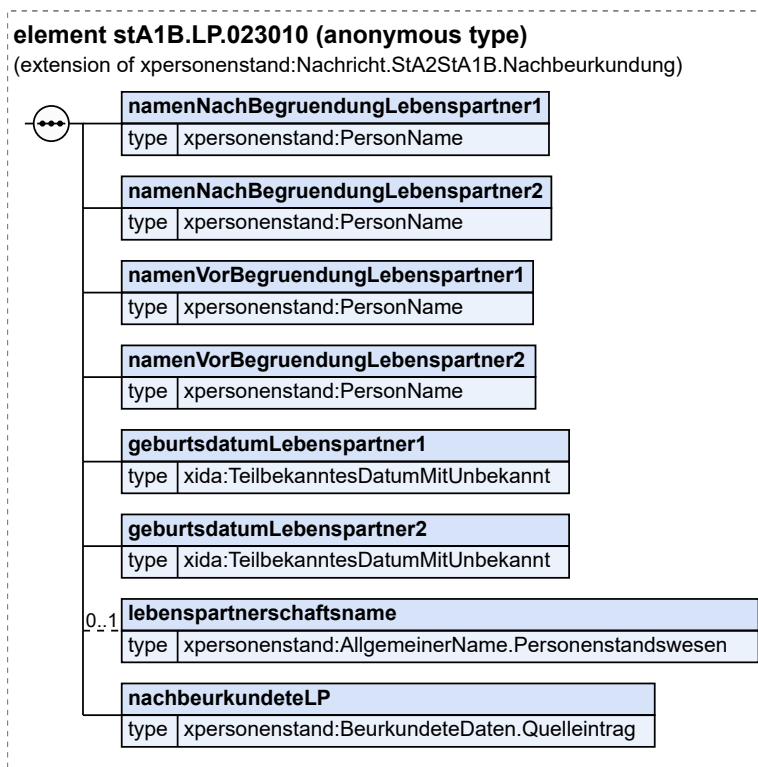 element stA1B.LP.023010 (anonymous type)
(extension of xpersonenstand:Nachricht.StA2StA1B.Nachbeurkundung)
namenNachBegruendungLebenspartner1
type xpersonenstand:PersonName
namenNachBegruendungLebenspartner2
type xpersonenstand:PersonName
namenVorBegruendungLebenspartner1
type xpersonenstand:PersonName
namenVorBegruendungLebenspartner2
type xpersonenstand:PersonName
geburtsdatumLebenspartner1
type xida:TeilbekanntesDatumMitUnbekannt
geburtsdatumLebenspartner2
type xida:TeilbekanntesDatumMitUnbekannt
0..1 lebenspartnerschaftsname
type xpersonenstand:AllgemeinerName.Personenstandswesen
nachbeurkundeteLP
type xpersonenstand:BeurkundeteDaten.Quelleintrag